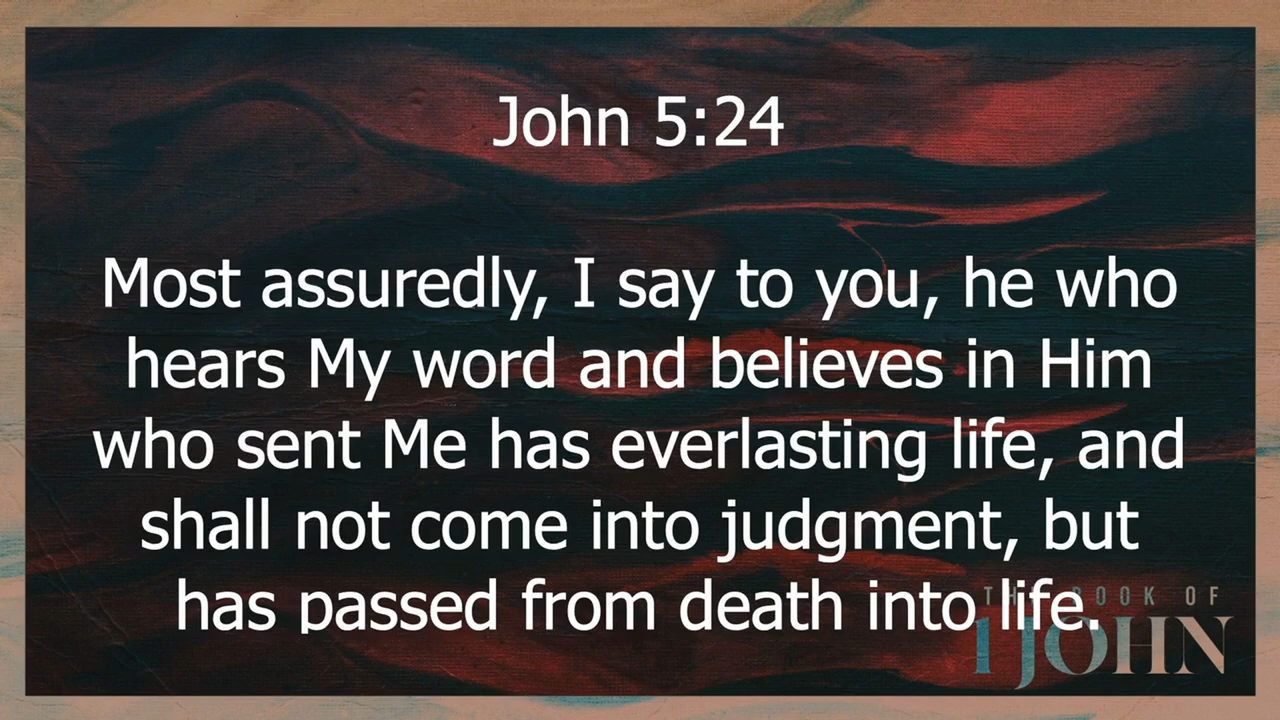 John 5:24
Most assuredly, I say to you, he who
hears My word and believes in Him
who sent Me has everlasting life, and
shall not come into judgment, but
has passed from death into life.
THE BOOK OF
1 JOHN